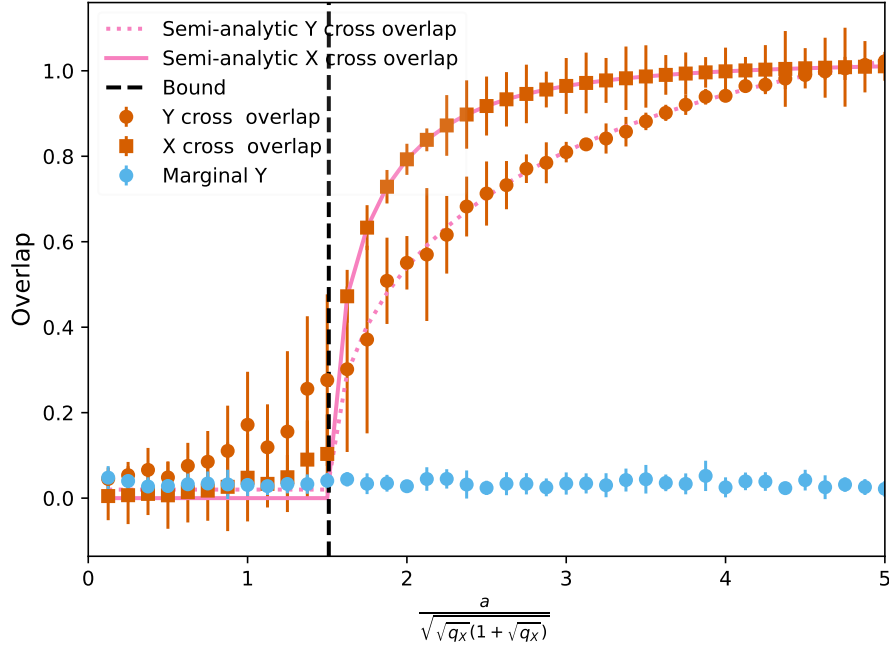 Semi-analytic Y cross overlap
Semi-analytic X cross overlap
Bound
Y cross overlap
X cross overlap
Marginal Y
Overlap
1.0
0.8
0.6
0.4
0.2
0.0
0 1 2 3 4 5
a
√√q_X(1 + √q_X)